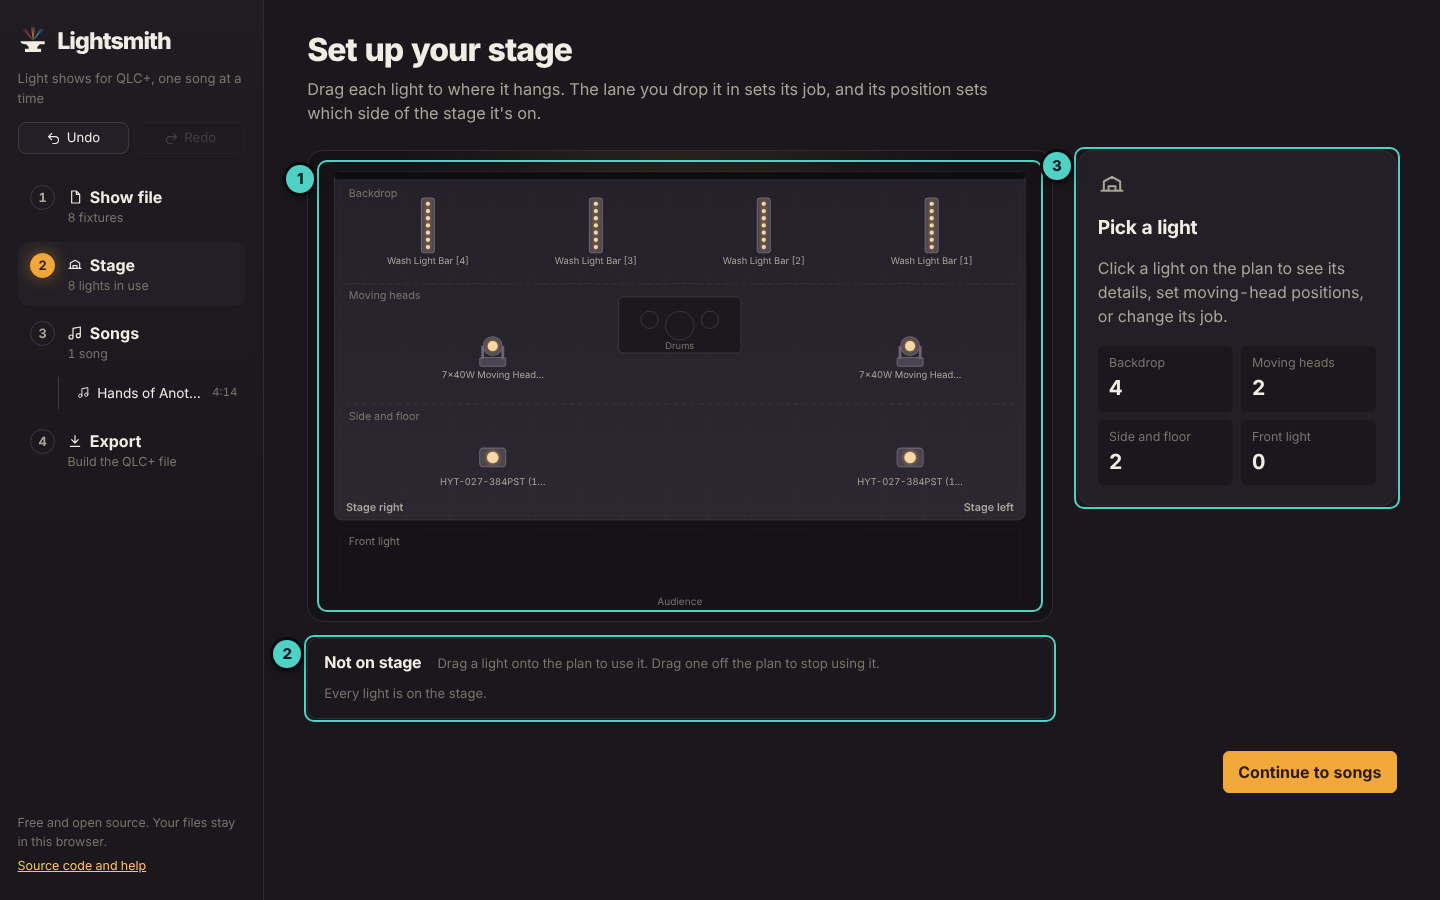 Lightsmith
Light shows for QLC+, one song at a
time
Undo
Redo
1
Show file
8 fixtures
2
Stage
8 lights in use
3
Songs
1 song
Hands of Anot...
4:14
4
Export
Build the QLC+ file
Free and open source. Your files stay
in this browser.
Source code and help
Set up your stage
Drag each light to where it hangs. The lane you drop it in sets its job, and its position sets
which side of the stage it's on.
1
Backdrop
Wash Light Bar [4]
Wash Light Bar [3]
Wash Light Bar [2]
Wash Light Bar [1]
Moving heads
Drums
7×40W Moving Head...
7×40W Moving Head...
Side and floor
HYT-027-384PST (1...
HYT-027-384PST (1...
Stage right
Stage left
Front light
Audience
2
Not on stage
Drag a light onto the plan to use it. Drag one off the plan to stop using it.
Every light is on the stage.
3
Pick a light
Click a light on the plan to see its
details, set moving-head positions,
or change its job.
Backdrop
4
Moving heads
2
Side and floor
2
Front light
0
Continue to songs